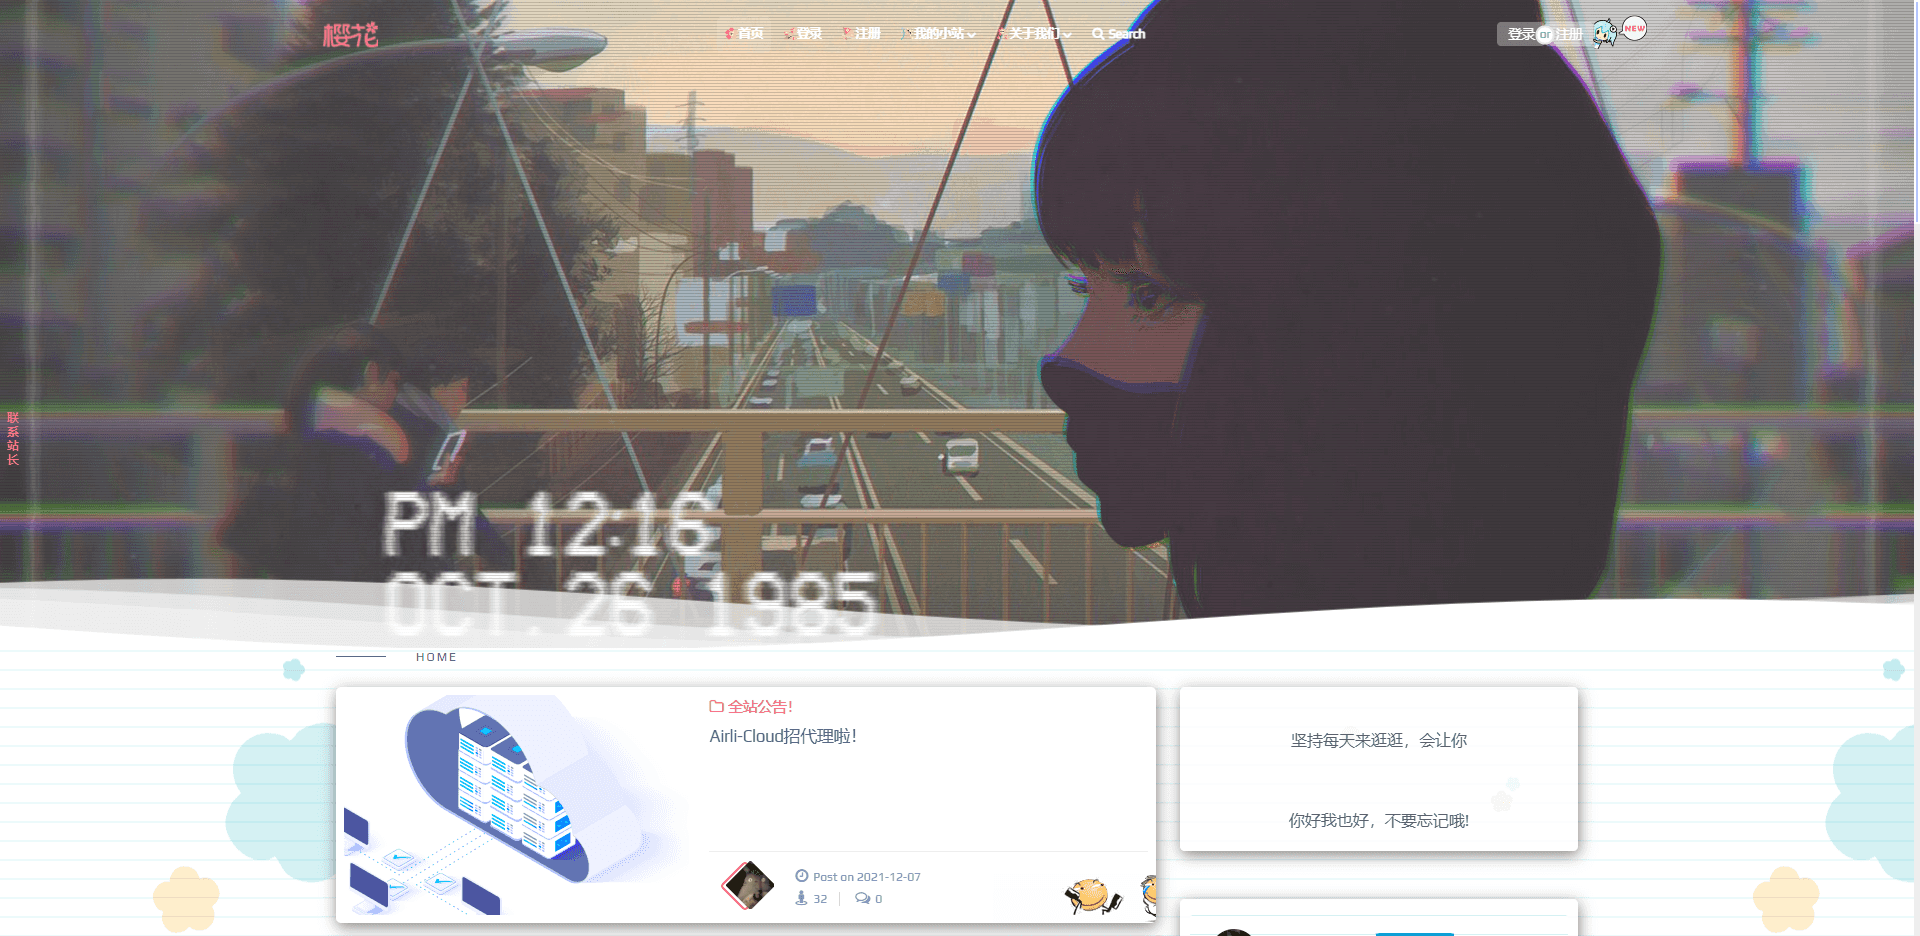 樱花
首页 登录 注册 我的小站 关于我们 Search
登录 or 注册
NEW
联系站长
PM 12:16
OCT. 26 1985
HOME
全站公告!
Airli-Cloud招代理啦!
Post on 2021-12-07
32 0
坚持每天来逛逛，会让你
你好我也好，不要忘记哦!